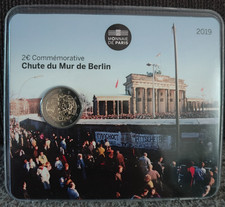 MONNAIE
DE PARIS
2019
2€ Commémorative
Chute du Mur de Berlin